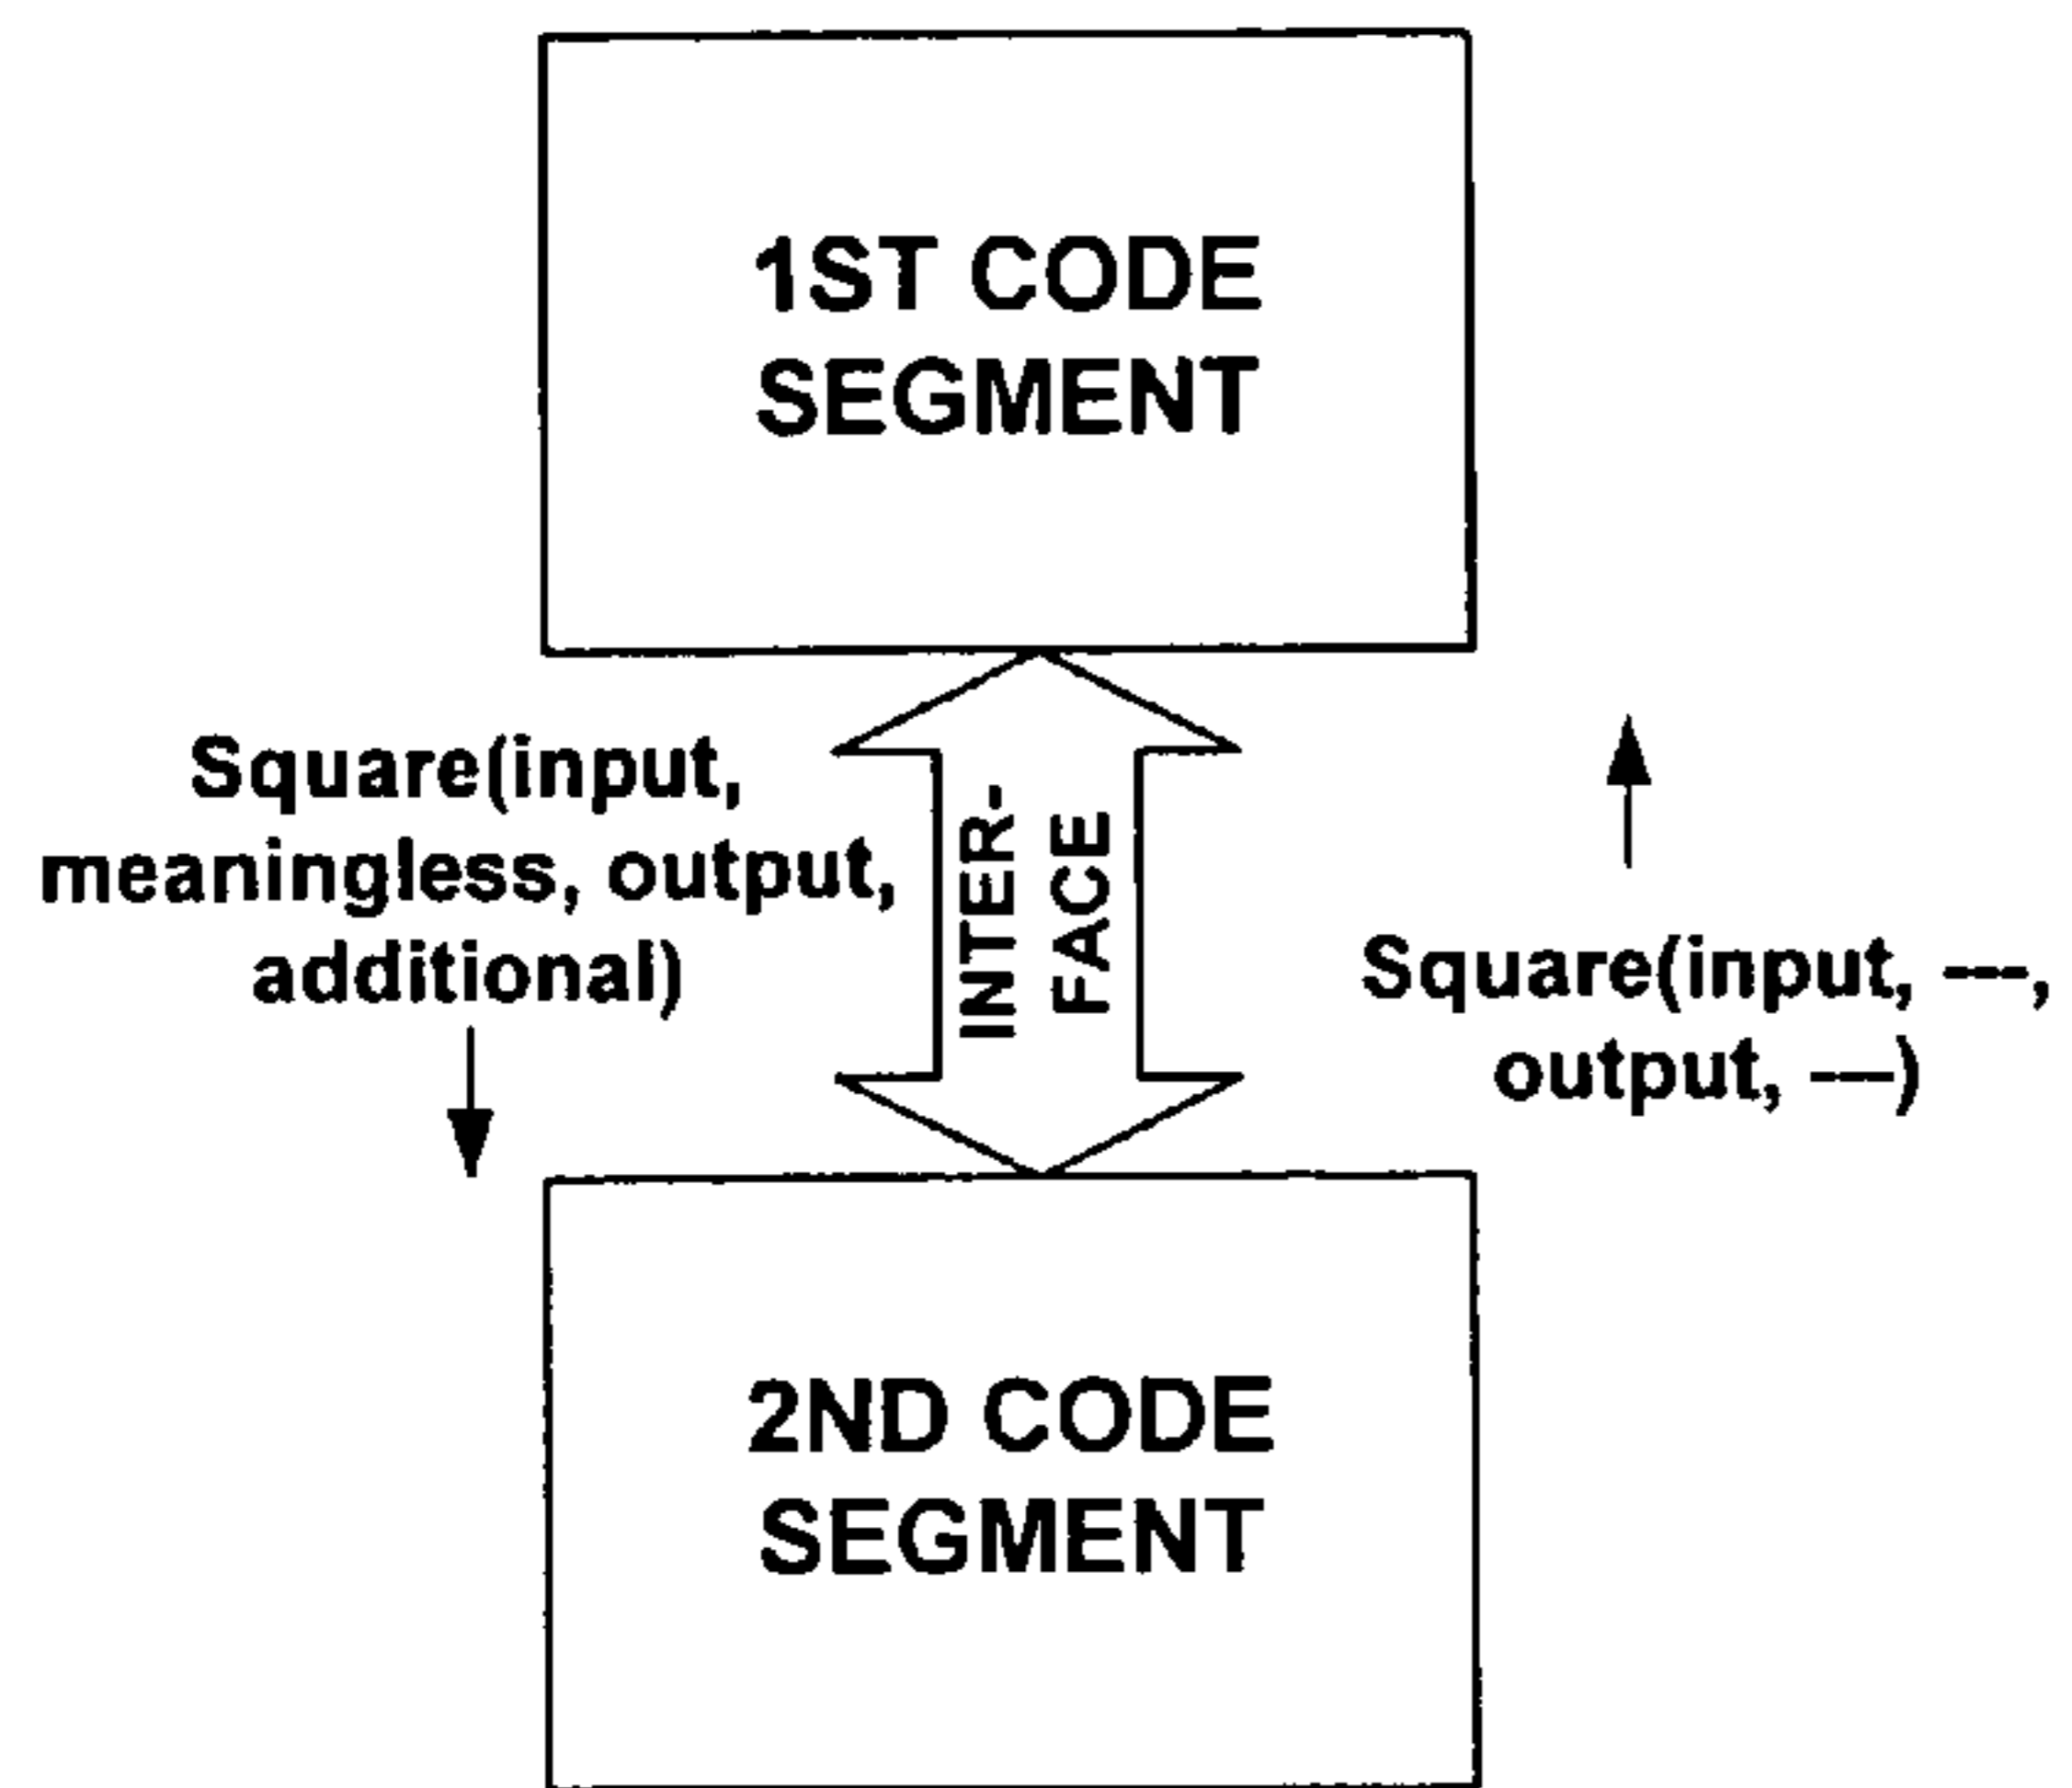 1ST CODE
SEGMENT
Square(input,
meaningless, output,
additional)
INTER-
FACE
Square(input, ---,
output, ---)
2ND CODE
SEGMENT